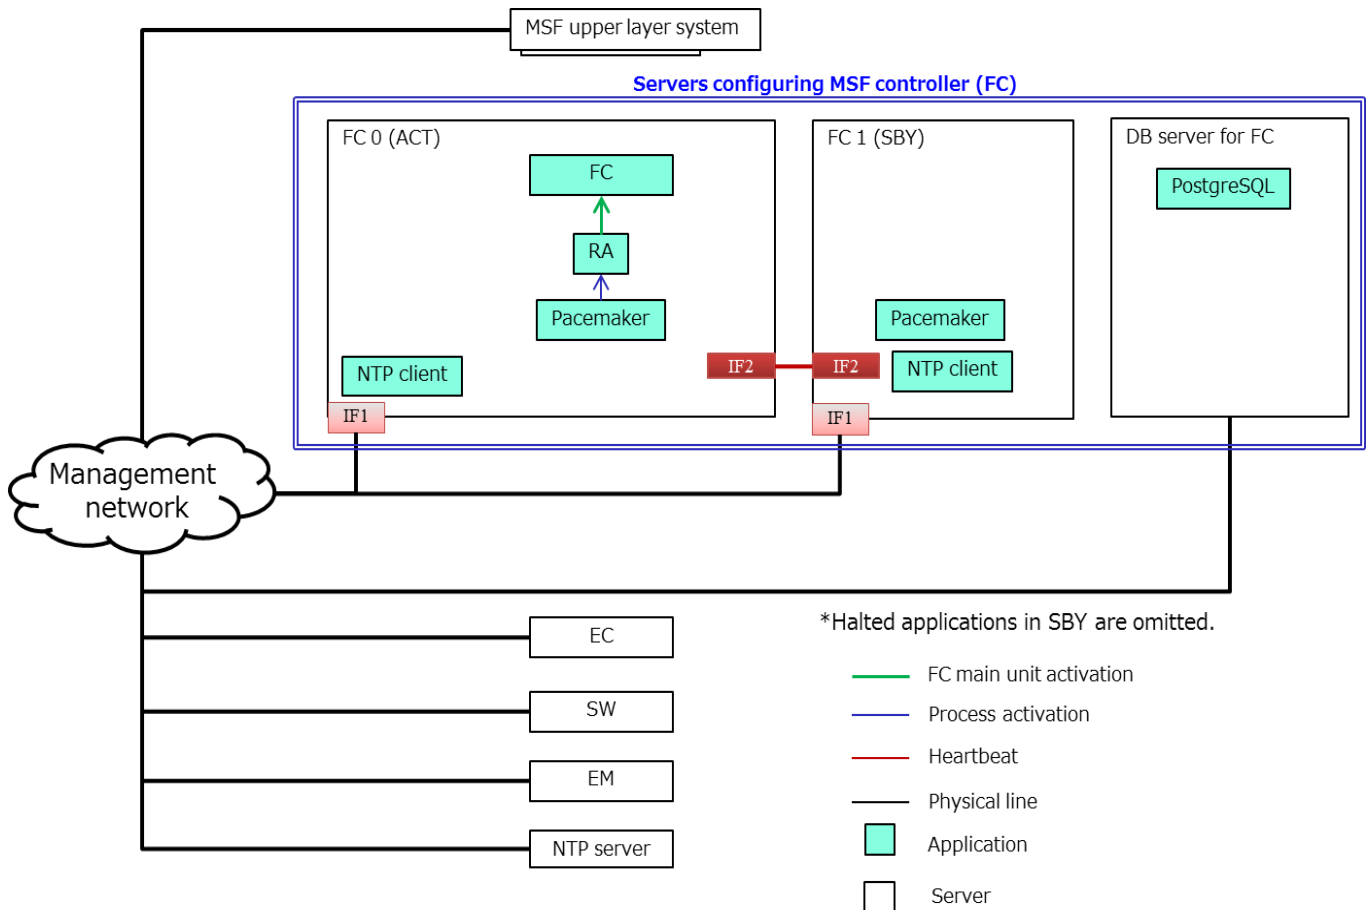 MSF upper layer system
Servers configuring MSF controller (FC)
FC 0 (ACT)
FC
RA
Pacemaker
NTP client
IF1
IF2
FC 1 (SBY)
Pacemaker
IF2
NTP client
IF1
DB server for FC
PostgreSQL
Management
network
EC
SW
EM
NTP server
*Halted applications in SBY are omitted.
FC main unit activation
Process activation
Heartbeat
Physical line
Application
Server